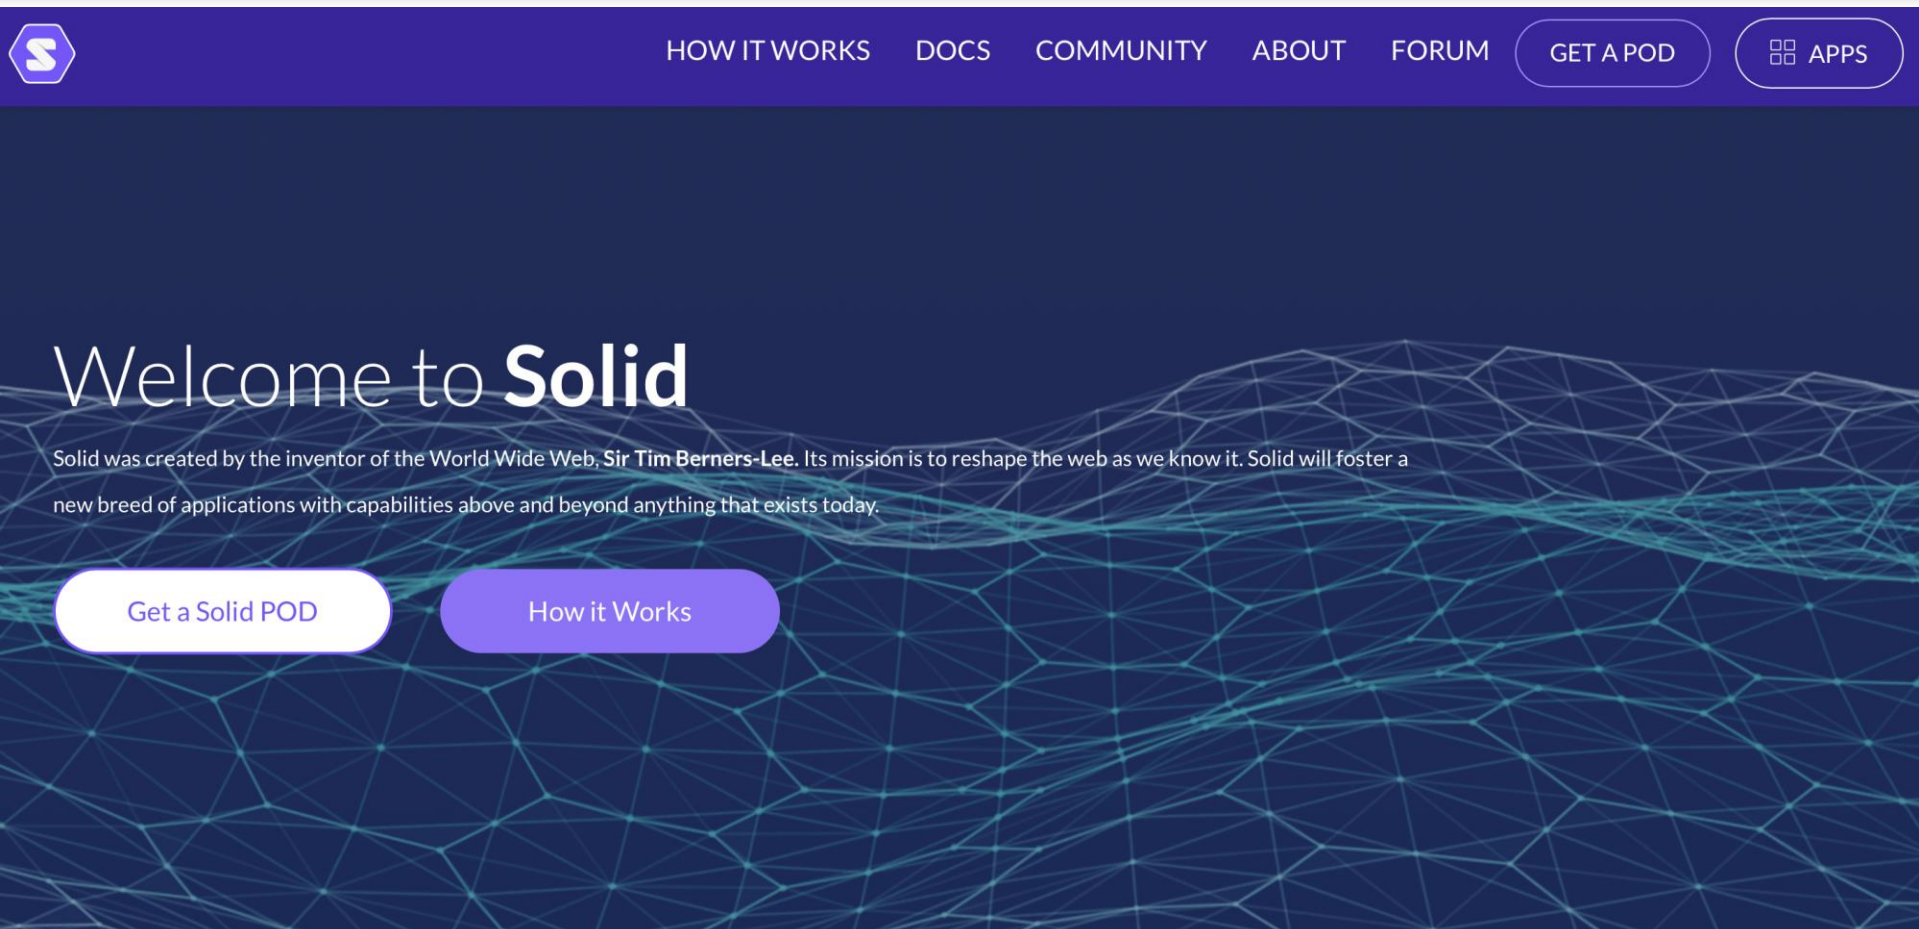 HOW IT WORKS DOCS COMMUNITY ABOUT FORUM GET A POD APPS
Welcome to Solid
Solid was created by the inventor of the World Wide Web, Sir Tim Berners-Lee. Its mission is to reshape the web as we know it. Solid will foster a
new breed of applications with capabilities above and beyond anything that exists today.
Get a Solid POD How it Works